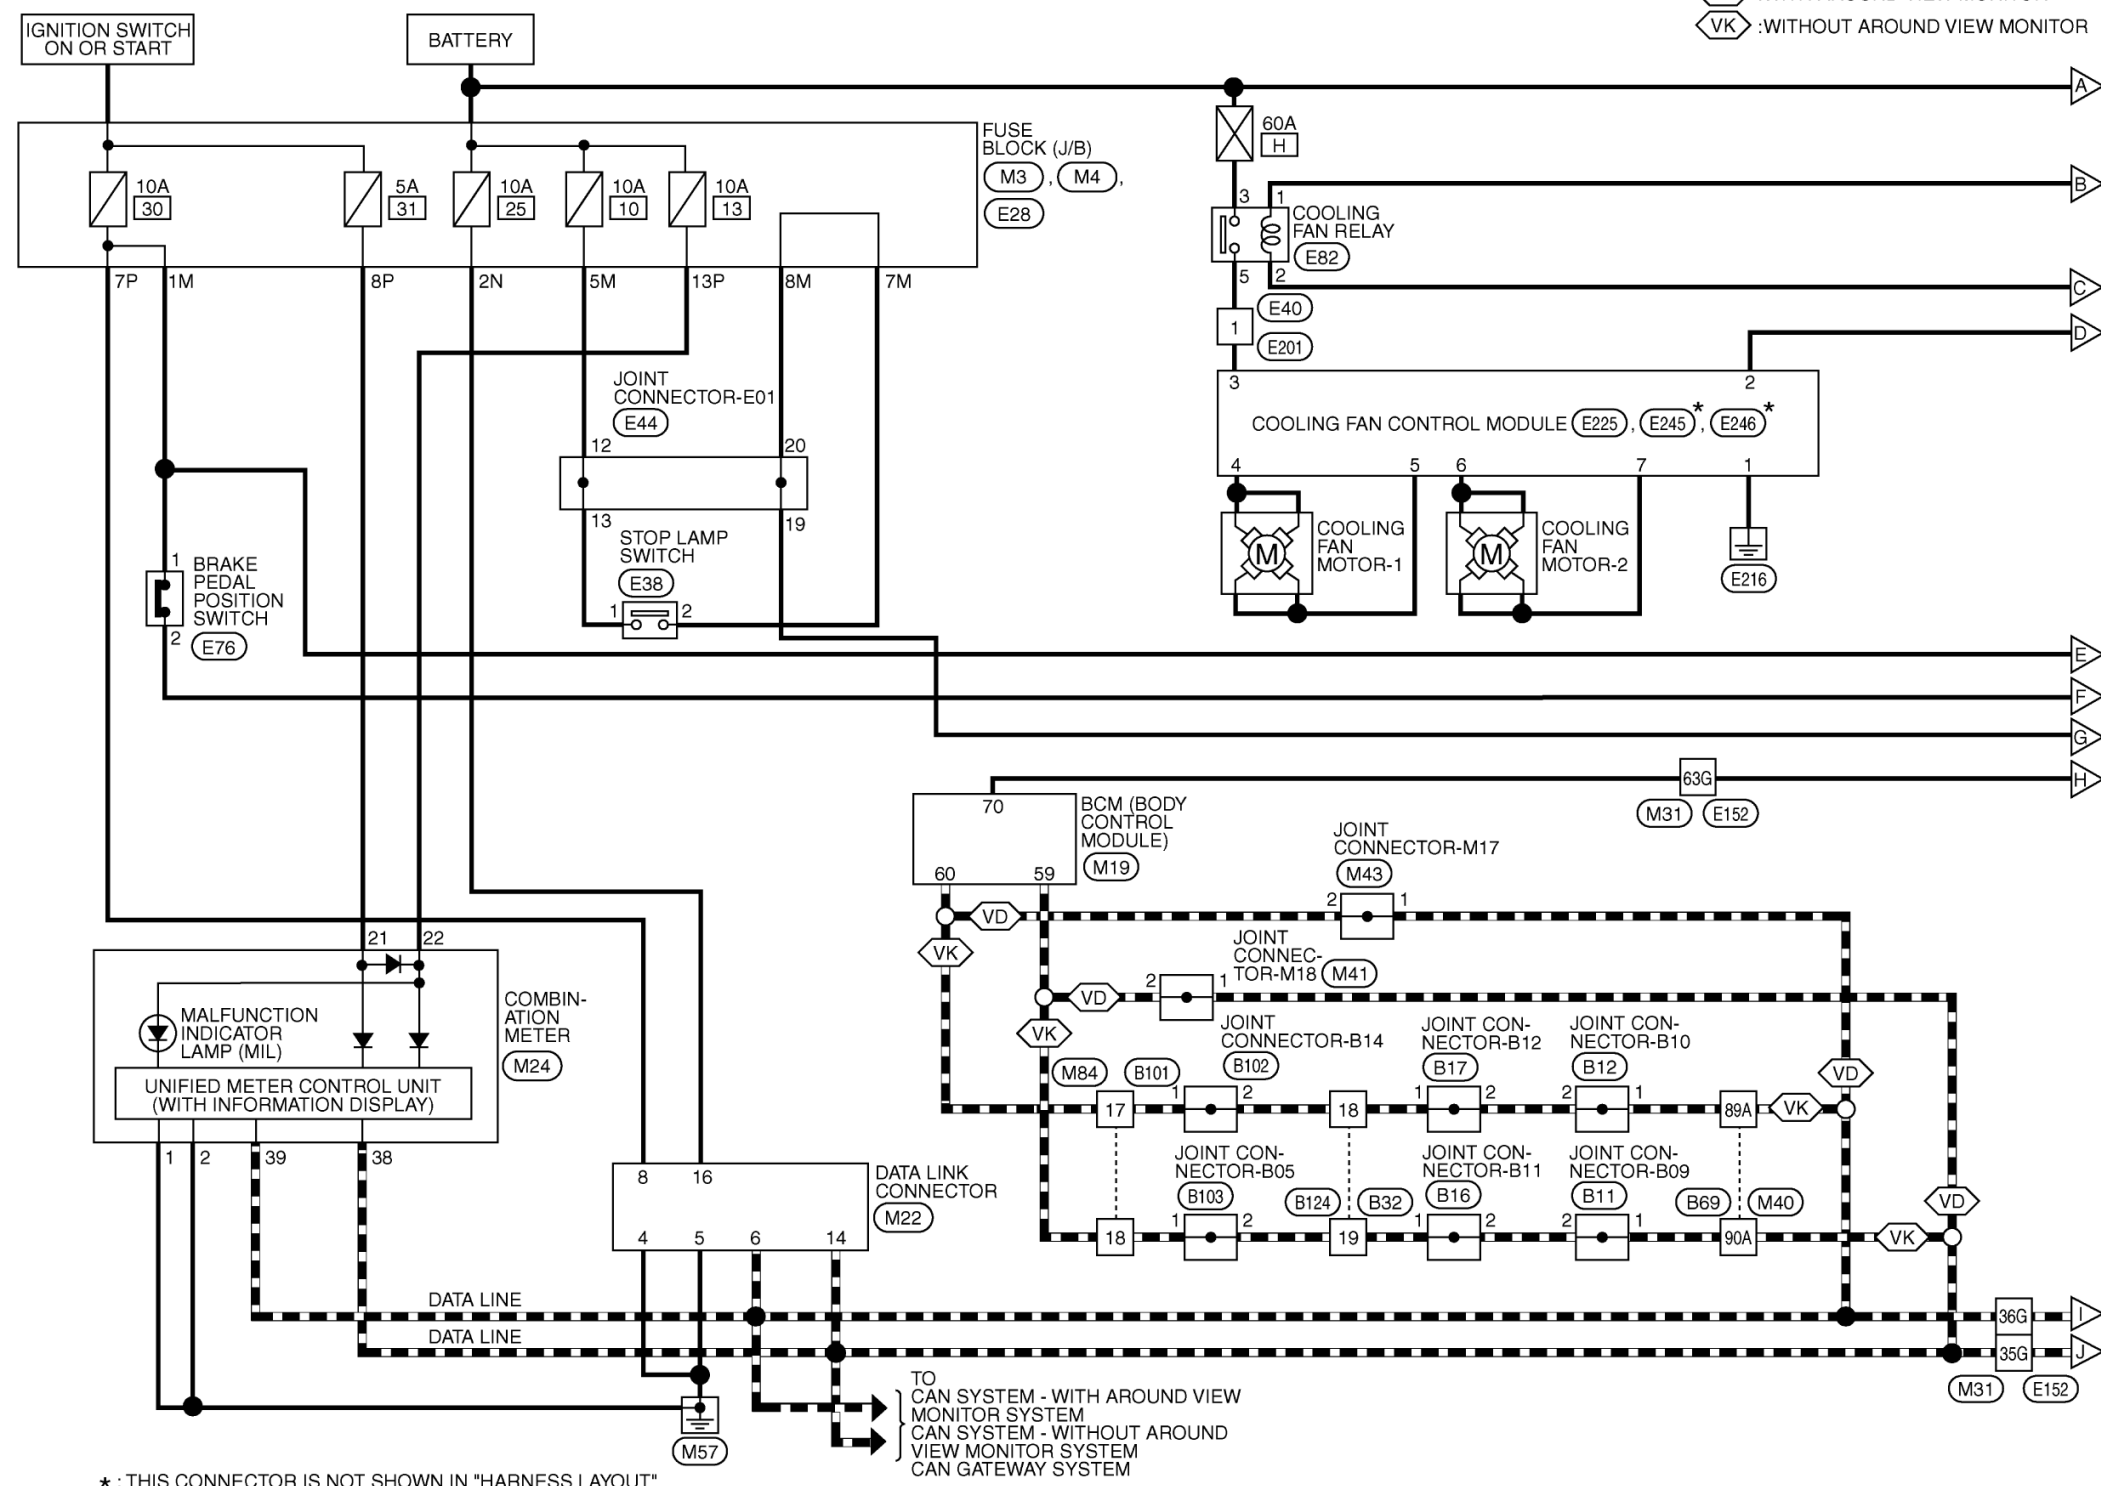 :WITHOUT AROUND VIEW MONITOR
VK
IGNITION SWITCH
ON OR START
BATTERY
A
60A
H
FUSE
BLOCK (J/B)
M3 , M4 ,
E28
10A
30
5A
31
10A
25
10A
10
10A
13
3
1
B
COOLING
FAN RELAY
E82
5
2
C
7P
1M
8P
2N
5M
13P
8M
7M
E40
1
E201
D
3
2
COOLING FAN CONTROL MODULE E225 , E245 * , E246 *
4
5
6
7
1
COOLING
FAN
MOTOR-1
M
COOLING
FAN
MOTOR-2
M
E216
JOINT
CONNECTOR-E01
E44
12
20
13
19
STOP LAMP
SWITCH
E38
1
2
1
BRAKE
PEDAL
POSITION
SWITCH
E76
2
E
F
G
H
63G
M31
E152
70
BCM (BODY
CONTROL
MODULE)
M19
60
59
JOINT
CONNECTOR-M17
M43
2
1
VD
VK
JOINT
CONNEC-
TOR-M18 M41
2
1
VD
VK
JOINT
CONNECTOR-B14
B102
JOINT CON-
NECTOR-B12
B17
JOINT CON-
NECTOR-B10
B12
VD
M84
B101
17
1
2
18
1
2
2
1
89A
VK
JOINT CON-
NECTOR-B05
B103
JOINT CON-
NECTOR-B11
B16
JOINT CON-
NECTOR-B09
B11
B124
B32
B69
M40
VD
18
1
2
19
1
2
2
1
90A
VK
21
22
COMBIN-
ATION
METER
M24
MALFUNCTION
INDICATOR
LAMP (MIL)
UNIFIED METER CONTROL UNIT
(WITH INFORMATION DISPLAY)
1
2
39
38
8
16
DATA LINK
CONNECTOR
M22
4
5
6
14
DATA LINE
DATA LINE
36G
I
35G
J
M31
E152
M57
TO
CAN SYSTEM - WITH AROUND VIEW
MONITOR SYSTEM
CAN SYSTEM - WITHOUT AROUND
VIEW MONITOR SYSTEM
CAN GATEWAY SYSTEM
* : THIS CONNECTOR IS NOT SHOWN IN "HARNESS LAYOUT"